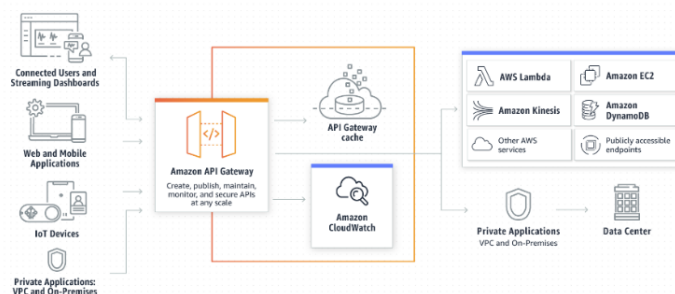 Connected Users and
Streaming Dashboards
Web and Mobile
Applications
IoT Devices
Private Applications:
VPC and On-Premises
</>
Amazon API Gateway
Create, publish, maintain,
monitor, and secure APIs
at any scale
API Gateway
cache
Amazon
CloudWatch
AWS Lambda
Amazon EC2
Amazon Kinesis
Amazon
DynamoDB
Other AWS
services
Publicly accessible
endpoints
Private Applications
VPC and On-Premises
Data Center